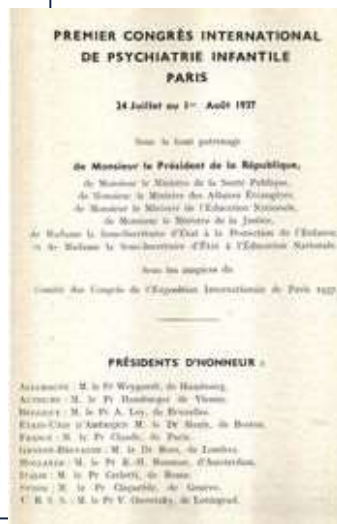 PREMIER CONGRÈS INTERNATIONAL
DE PSYCHIATRIE INFANTILE
PARIS
24 Juillet au 1er Août 1937
Sous le haut patronage
de Monsieur le Président de la République,
de Monsieur le Ministre de la Santé Publique,
de Monsieur le Ministre des Affaires Étrangères,
de Monsieur le Ministre de l'Éducation Nationale,
de Monsieur le Ministre de la Justice,
de Madame le Sous-Secrétaire d'État à la Protection de l'Enfance
et de Madame le Sous-Secrétaire d'État à l'Éducation Nationale
Sous les auspices du
Comité des Congrès de l'Exposition Internationale de Paris 1937
PRÉSIDENTS D'HONNEUR :
ALLEMAGNE : M. le Pr Weygandt, de Hambourg.
AUTRICHE : M. le Pr Hamburger de Vienne.
BELGIQUE : M. le Pr A. Ley, de Bruxelles.
ÉTATS-UNIS d'AMÉRIQUE M. le Dr de Boston.
FRANCE : M. le Pr Claude, de Paris.
GRANDE-BRETAGNE : M. le Dr Rees, de Londres.
HOLLANDE : M. le Pr K.-H. Bouman, d'Amsterdam.
ITALIE : M. le Pr Cerletti, de Rome.
SUISSE : M. le Pr Claparède, de Genève.
U. R. S. S. : M. le Pr V. de Leningrad.